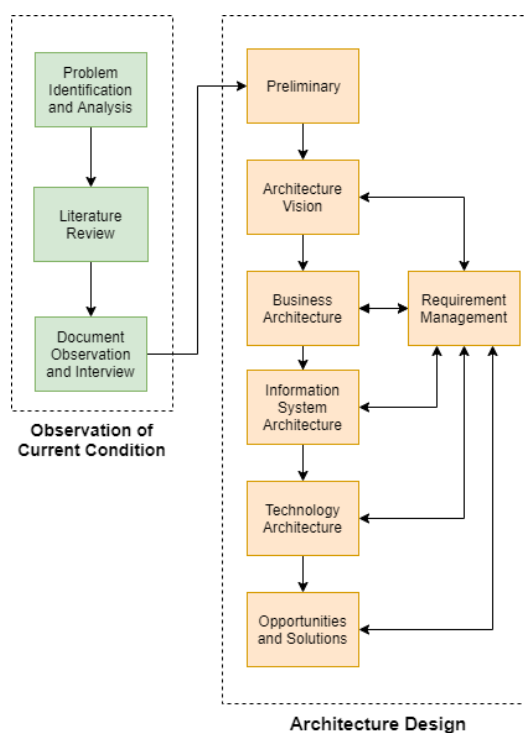 Problem
Identification
and Analysis
Literature
Review
Document
Observation
and Interview
Observation of
Current Condition
Preliminary
Architecture
Vision
Business
Architecture
Requirement
Management
Information
System
Architecture
Technology
Architecture
Opportunities
and Solutions
Architecture Design